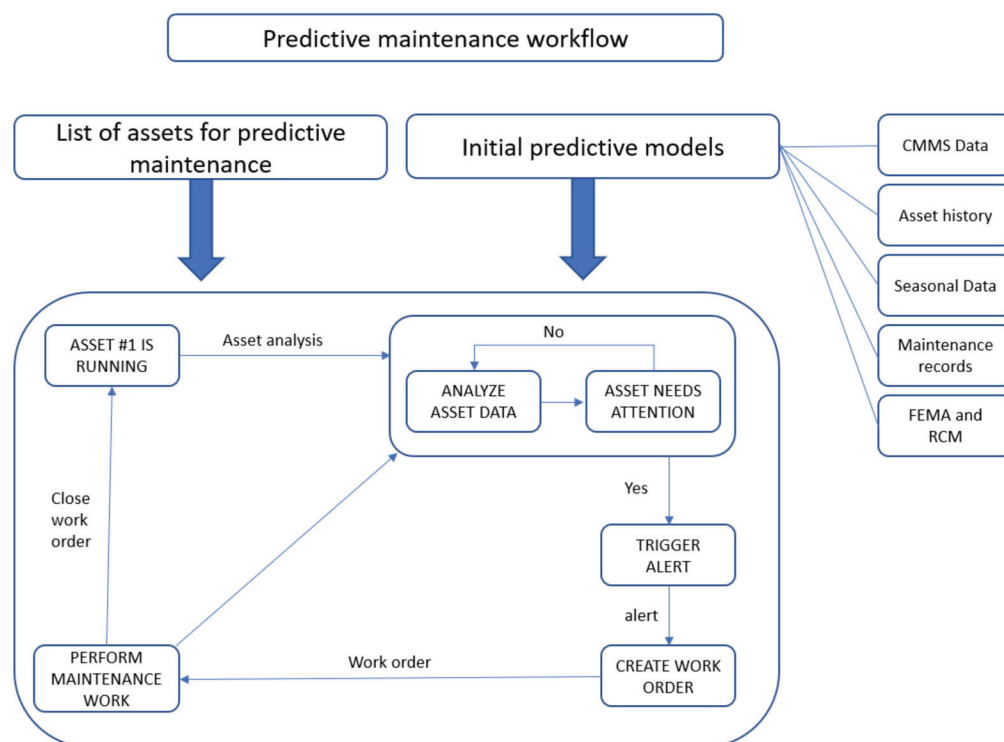 Predictive maintenance workflow
List of assets for predictive
maintenance
Initial predictive models
CMMS Data
Asset history
Seasonal Data
Maintenance
records
FEMA and
RCM
ASSET #1 IS
RUNNING
Asset analysis
No
ANALYZE
ASSET DATA
ASSET NEEDS
ATTENTION
Yes
Close
work
order
TRIGGER
ALERT
alert
CREATE WORK
ORDER
Work order
PERFORM
MAINTENANCE
WORK